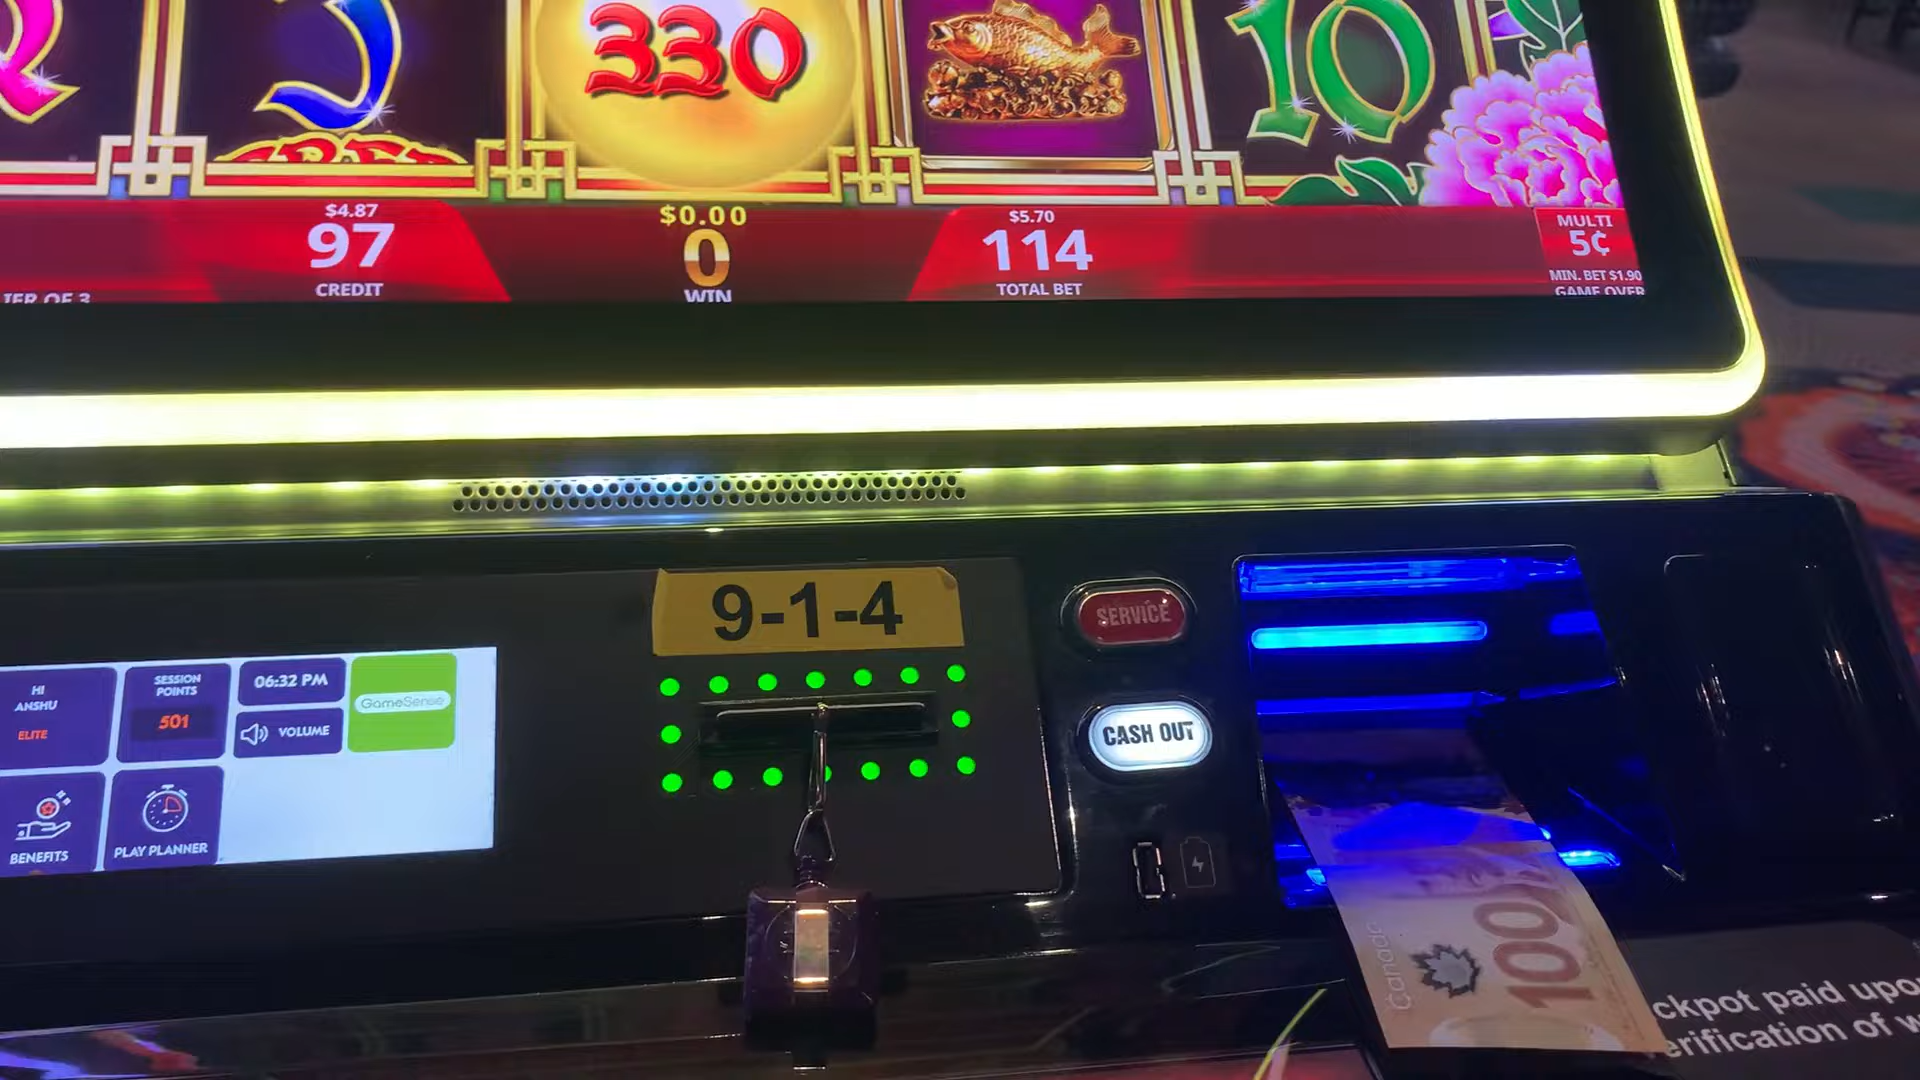 330
10
$4.87
97
CREDIT
$0.00
0
WIN
$5.70
114
TOTAL BET
MULTI
5¢
MIN. BET $1.90
GAME OVER
IER OF 3
9-1-4
SERVICE
CASH OUT
HI
ANSHU
ELITE
SESSION
POINTS
501
06:32 PM
VOLUME
GameSense
BENEFITS
PLAY PLANNER
Canada
100
ckpot paid upo
erification of w